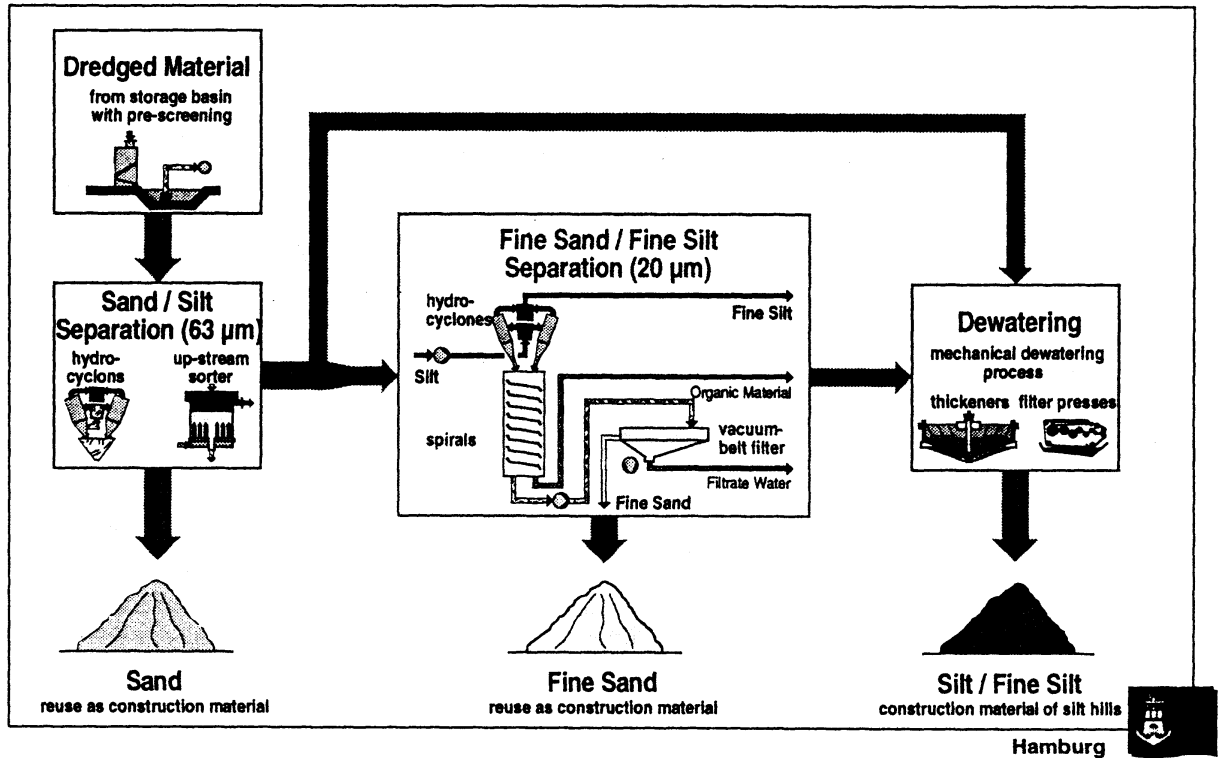 Dredged Material
from storage basin
with pre-screening
Sand / Silt
Separation (63 µm)
hydro-
cyclons
up-stream
sorter
Sand
reuse as construction material
Fine Sand / Fine Silt
Separation (20 µm)
hydro-
cyclones
Fine Silt
Silt
Organic Material
spirals
vacuum-
belt filter
Filtrate Water
Fine Sand
Fine Sand
reuse as construction material
Dewatering
mechanical dewatering
process
thickeners filter presses
Silt / Fine Silt
construction material of silt hills
Hamburg